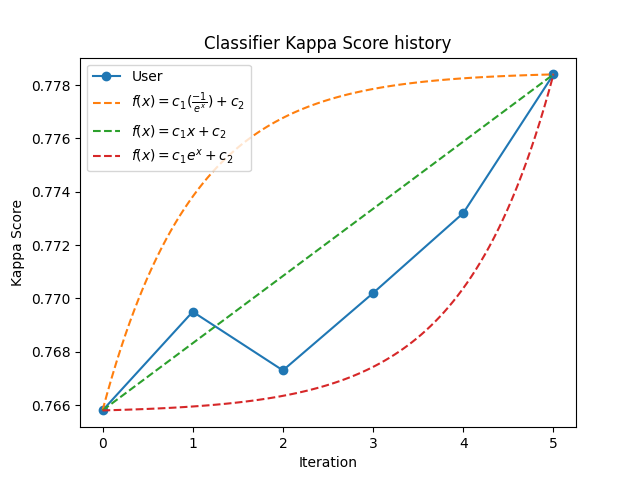 Classifier Kappa Score history
User
f(x) = c₁(−1/eˣ) + c₂
f(x) = c₁x + c₂
f(x) = c₁eˣ + c₂
Kappa Score
0.778
0.776
0.774
0.772
0.770
0.768
0.766
0 1 2 3 4 5
Iteration